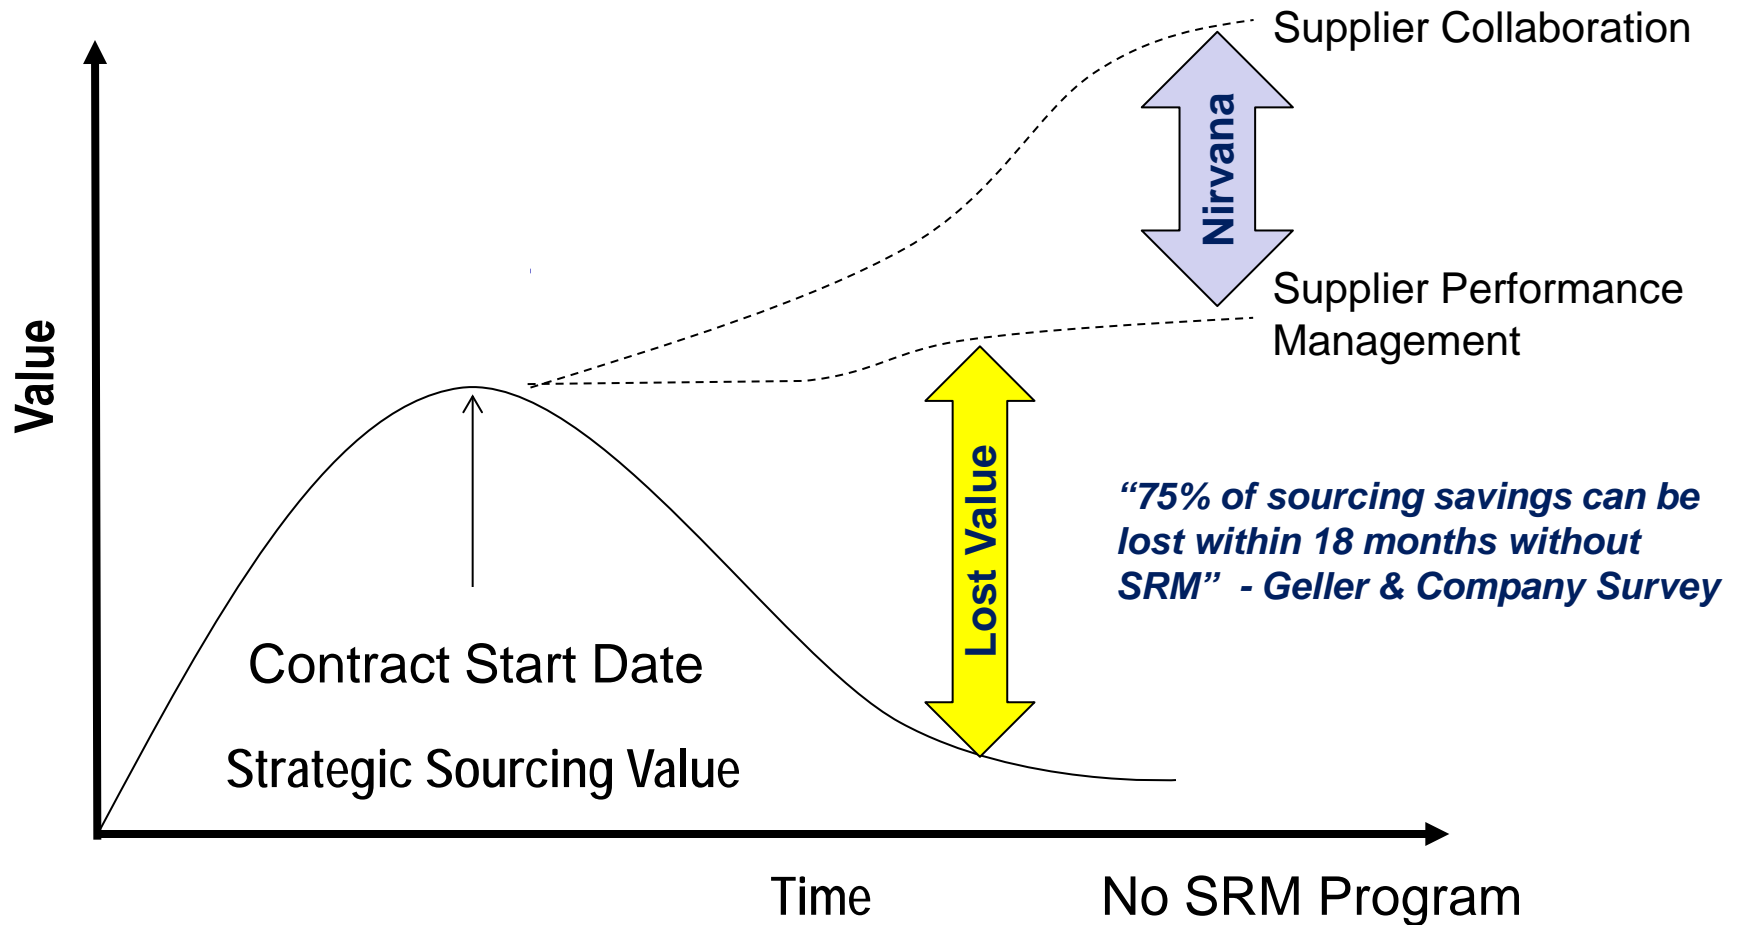 Supplier Collaboration
Nirvana
Supplier Performance
Management
Value
Lost Value
“75% of sourcing savings can be
lost within 18 months without
SRM”  - Geller & Company Survey
Contract Start Date
Strategic Sourcing Value
Time
No SRM Program